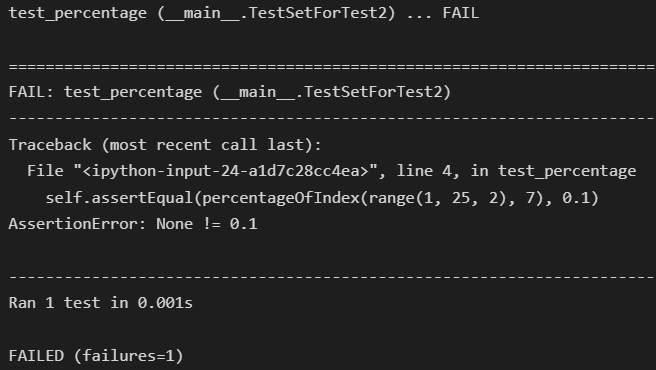 test_percentage (__main__.TestSetForTest2) ... FAIL
======================================================================
FAIL: test_percentage (__main__.TestSetForTest2)
----------------------------------------------------------------------
Traceback (most recent call last):
  File "<ipython-input-24-a1d7c28cc4ea>", line 4, in test_percentage
    self.assertEqual(percentageOfIndex(range(1, 25, 2), 7), 0.1)
AssertionError: None != 0.1
----------------------------------------------------------------------
Ran 1 test in 0.001s
FAILED (failures=1)